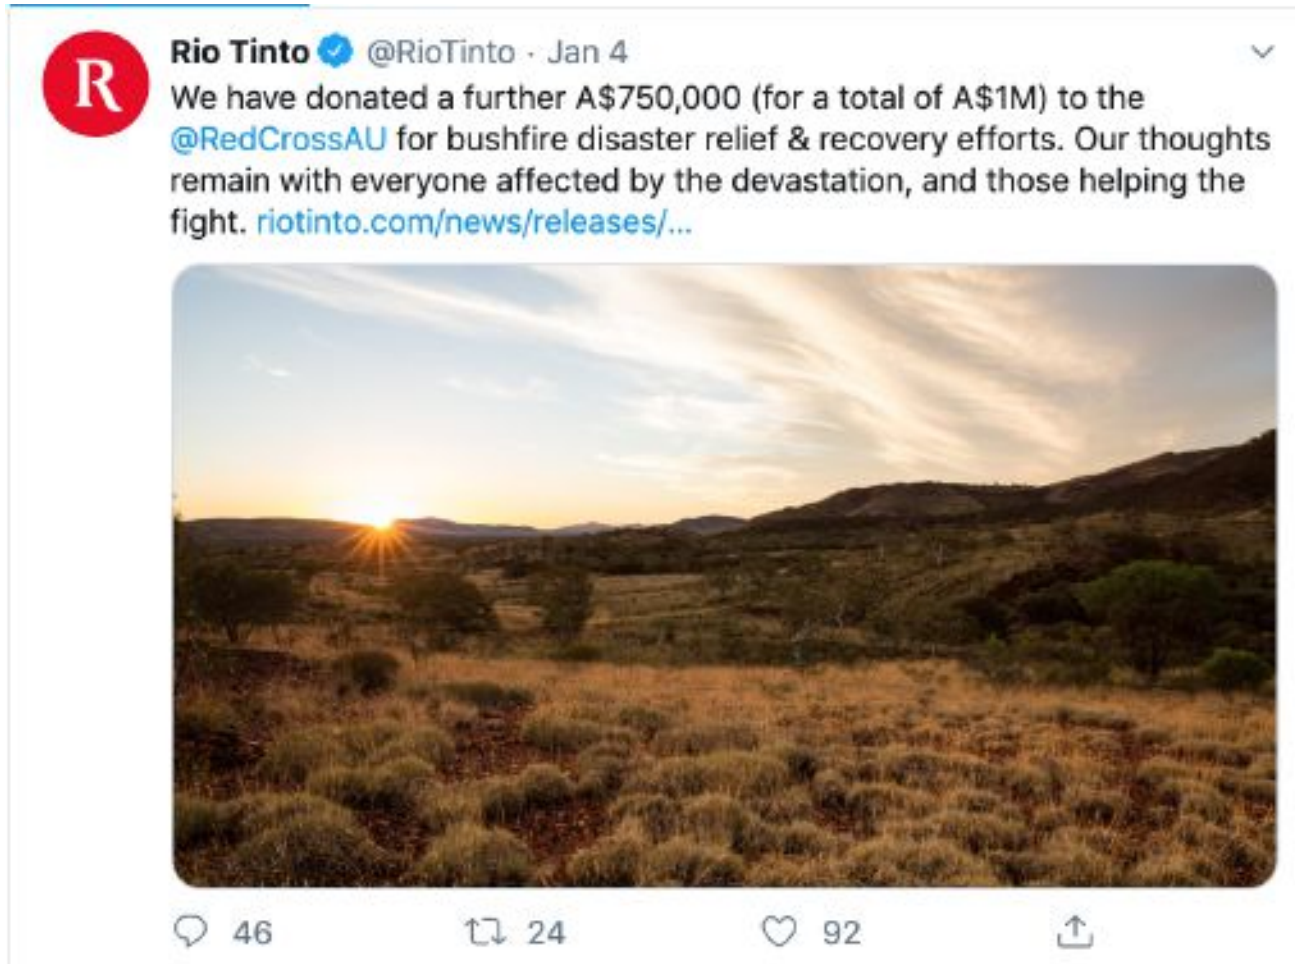 R
Rio Tinto @RioTinto · Jan 4
We have donated a further A$750,000 (for a total of A$1M) to the
@RedCrossAU for bushfire disaster relief & recovery efforts. Our thoughts
remain with everyone affected by the devastation, and those helping the
fight. riotinto.com/news/releases/...
46 24 92